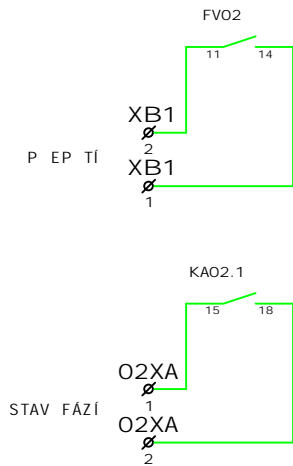 FV02
11 14
XB1
2
P EP TÍ
XB1
1
KA02.1
15 18
02XA
1
STAV FÁZÍ
02XA
2